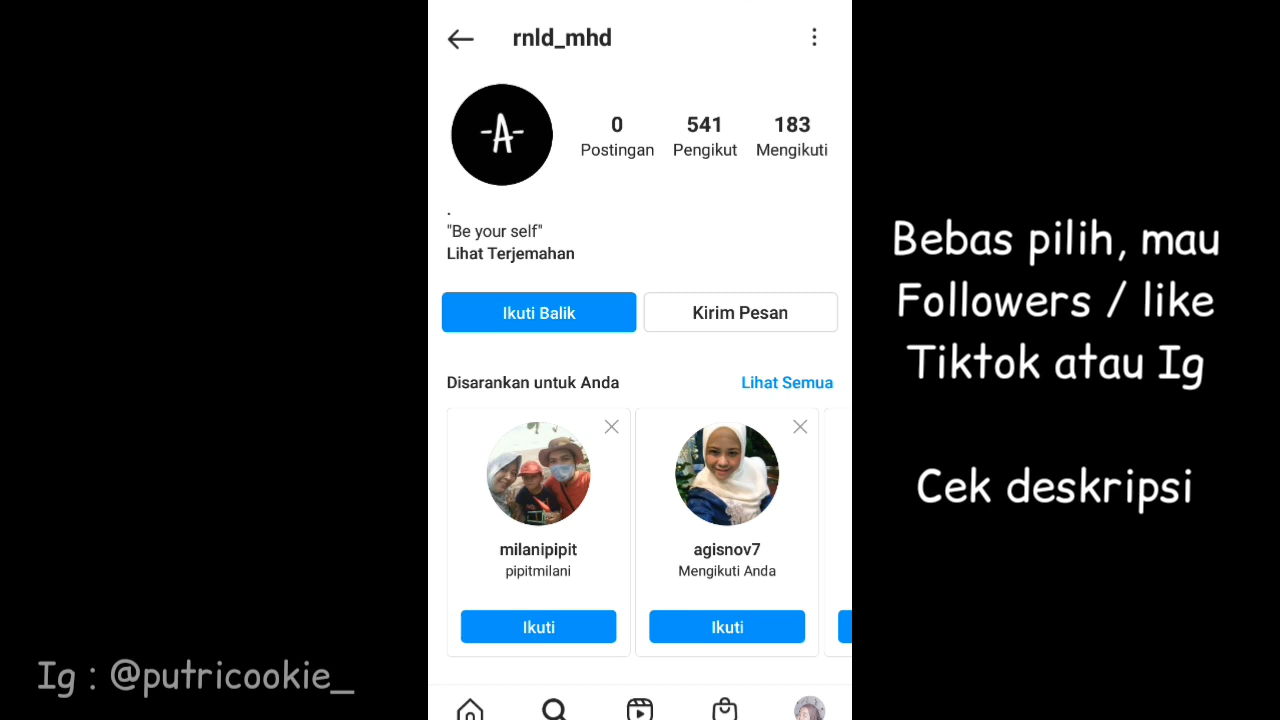 rnld_mhd
-A-
0
541
183
Postingan
Pengikut
Mengikuti
.
"Be your self"
Lihat Terjemahan
Ikuti Balik
Kirim Pesan
Disarankan untuk Anda
Lihat Semua
milanipipit
pipitmilani
Ikuti
agisnov7
Mengikuti Anda
Ikuti
Bebas pilih, mau
Followers / like
Tiktok atau Ig
Cek deskripsi
Ig : @putricookie_